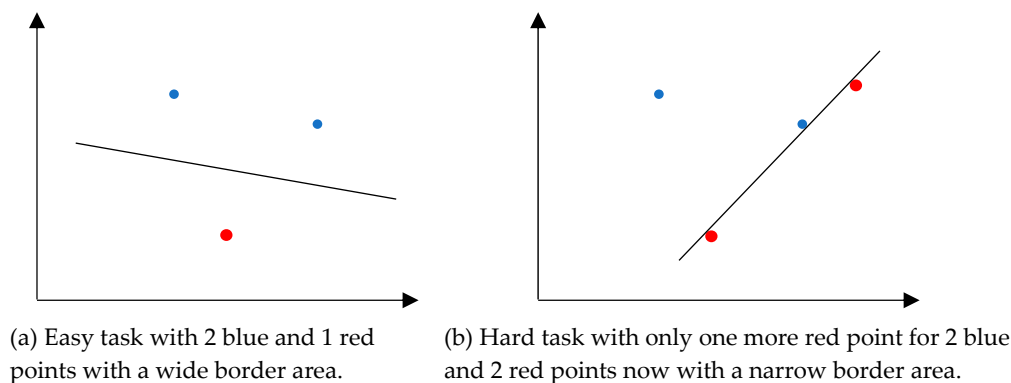 (a) Easy task with 2 blue and 1 red
points with a wide border area.
(b) Hard task with only one more red point for 2 blue
and 2 red points now with a narrow border area.